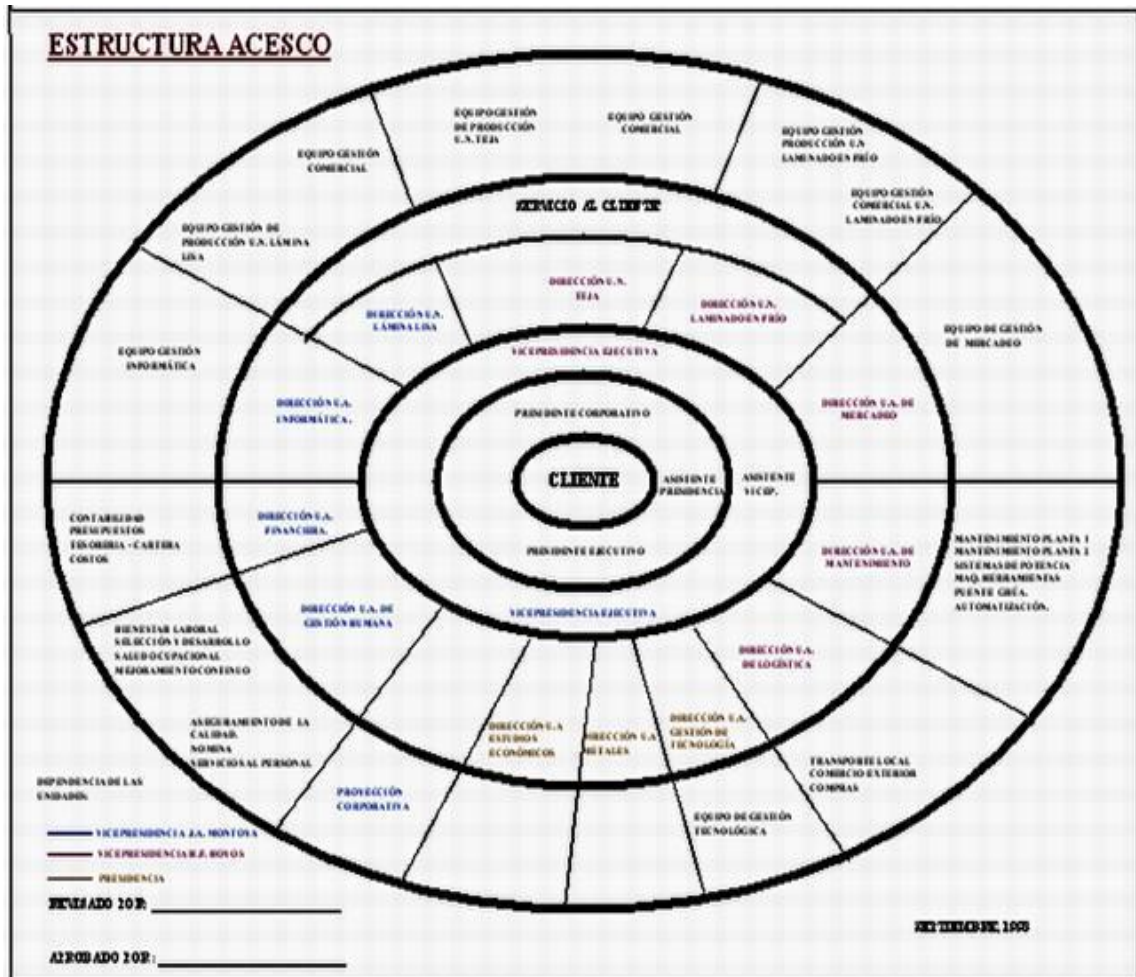 ESTRUCTURA ACESCO
EQUIPO GESTIÓN
DE PRODUCCIÓN
U.N. TEJA
EQUIPO GESTIÓN
COMERCIAL
EQUIPO GESTIÓN
PRODUCCIÓN U.N
LAMINADO EN FRÍO
EQUIPO GESTIÓN
COMERCIAL
EQUIPO GESTIÓN
COMERCIAL U.N.
LAMINADO EN FRÍO
SERVICIO AL CLIENTE
EQUIPO GESTIÓN DE
PRODUCCIÓN U.N. LÁMINA
LISA
DIRECCIÓN U.N.
TEJA
DIRECCIÓN U.N.
LÁMINA LISA
DIRECCIÓN U.N.
LAMINADO EN FRÍO
EQUIPO DE GESTIÓN
DE MERCADEO
EQUIPO GESTIÓN
INFORMÁTICA
VICEPRESIDENCIA EJECUTIVA
DIRECCIÓN U.A.
INFORMÁTICA.
PRESIDENTE CORPORATIVO
DIRECCIÓN U.A. DE
MERCADEO
CLIENTE
ASISTENTE
PRESIDENCIA
ASISTENTE
VICEP.
CONTABILIDAD
PRESUPUESTOS
TESORERIA - CARTERA
COSTOS
DIRECCIÓN U.A.
FINANCIERA.
PRESIDENTE EJECUTIVO
DIRECCIÓN U.A. DE
MANTENIMIENTO
MANTENIMIENTO PLANTA 1
MANTENIMIENTO PLANTA 2
SISTEMAS DE POTENCIA
MAQ. HERRAMIENTAS
PUENTE GRÚA.
AUTOMATIZACIÓN.
DIRECCIÓN U.A. DE
GESTIÓN HUMANA
VICEPRESIDENCIA EJECUTIVA
BIENESTAR LABORAL
SELECCIÓN Y DESARROLLO
SALUD OCUPACIONAL
MEJORAMIENTO CONTINUO
DIRECCIÓN U.A.
DE LOGÍSTICA
ASEGURAMIENTO DE LA
CALIDAD.
NOMINA
SERVICIOS AL PERSONAL
DIRECCIÓN U.A
ESTUDIOS
ECONÓMICOS
DIRECCIÓN U.A
METALES
DIRECCIÓN U.A.
GESTIÓN DE
TECNOLOGÍA
TRANSPORTE LOCAL
COMERCIO EXTERIOR
COMPRAS
PROYECCIÓN
CORPORATIVA
EQUIPO DE GESTIÓN
TECNOLÓGICA
DEPENDENCIA DE LAS
UNIDADES:
VICEPRESIDENCIA J.A. MONTOYA
VICEPRESIDENCIA R.F. HOYOS
PRESIDENCIA
REVISADO POR:
APROBADO POR:
SEPTIEMBRE,